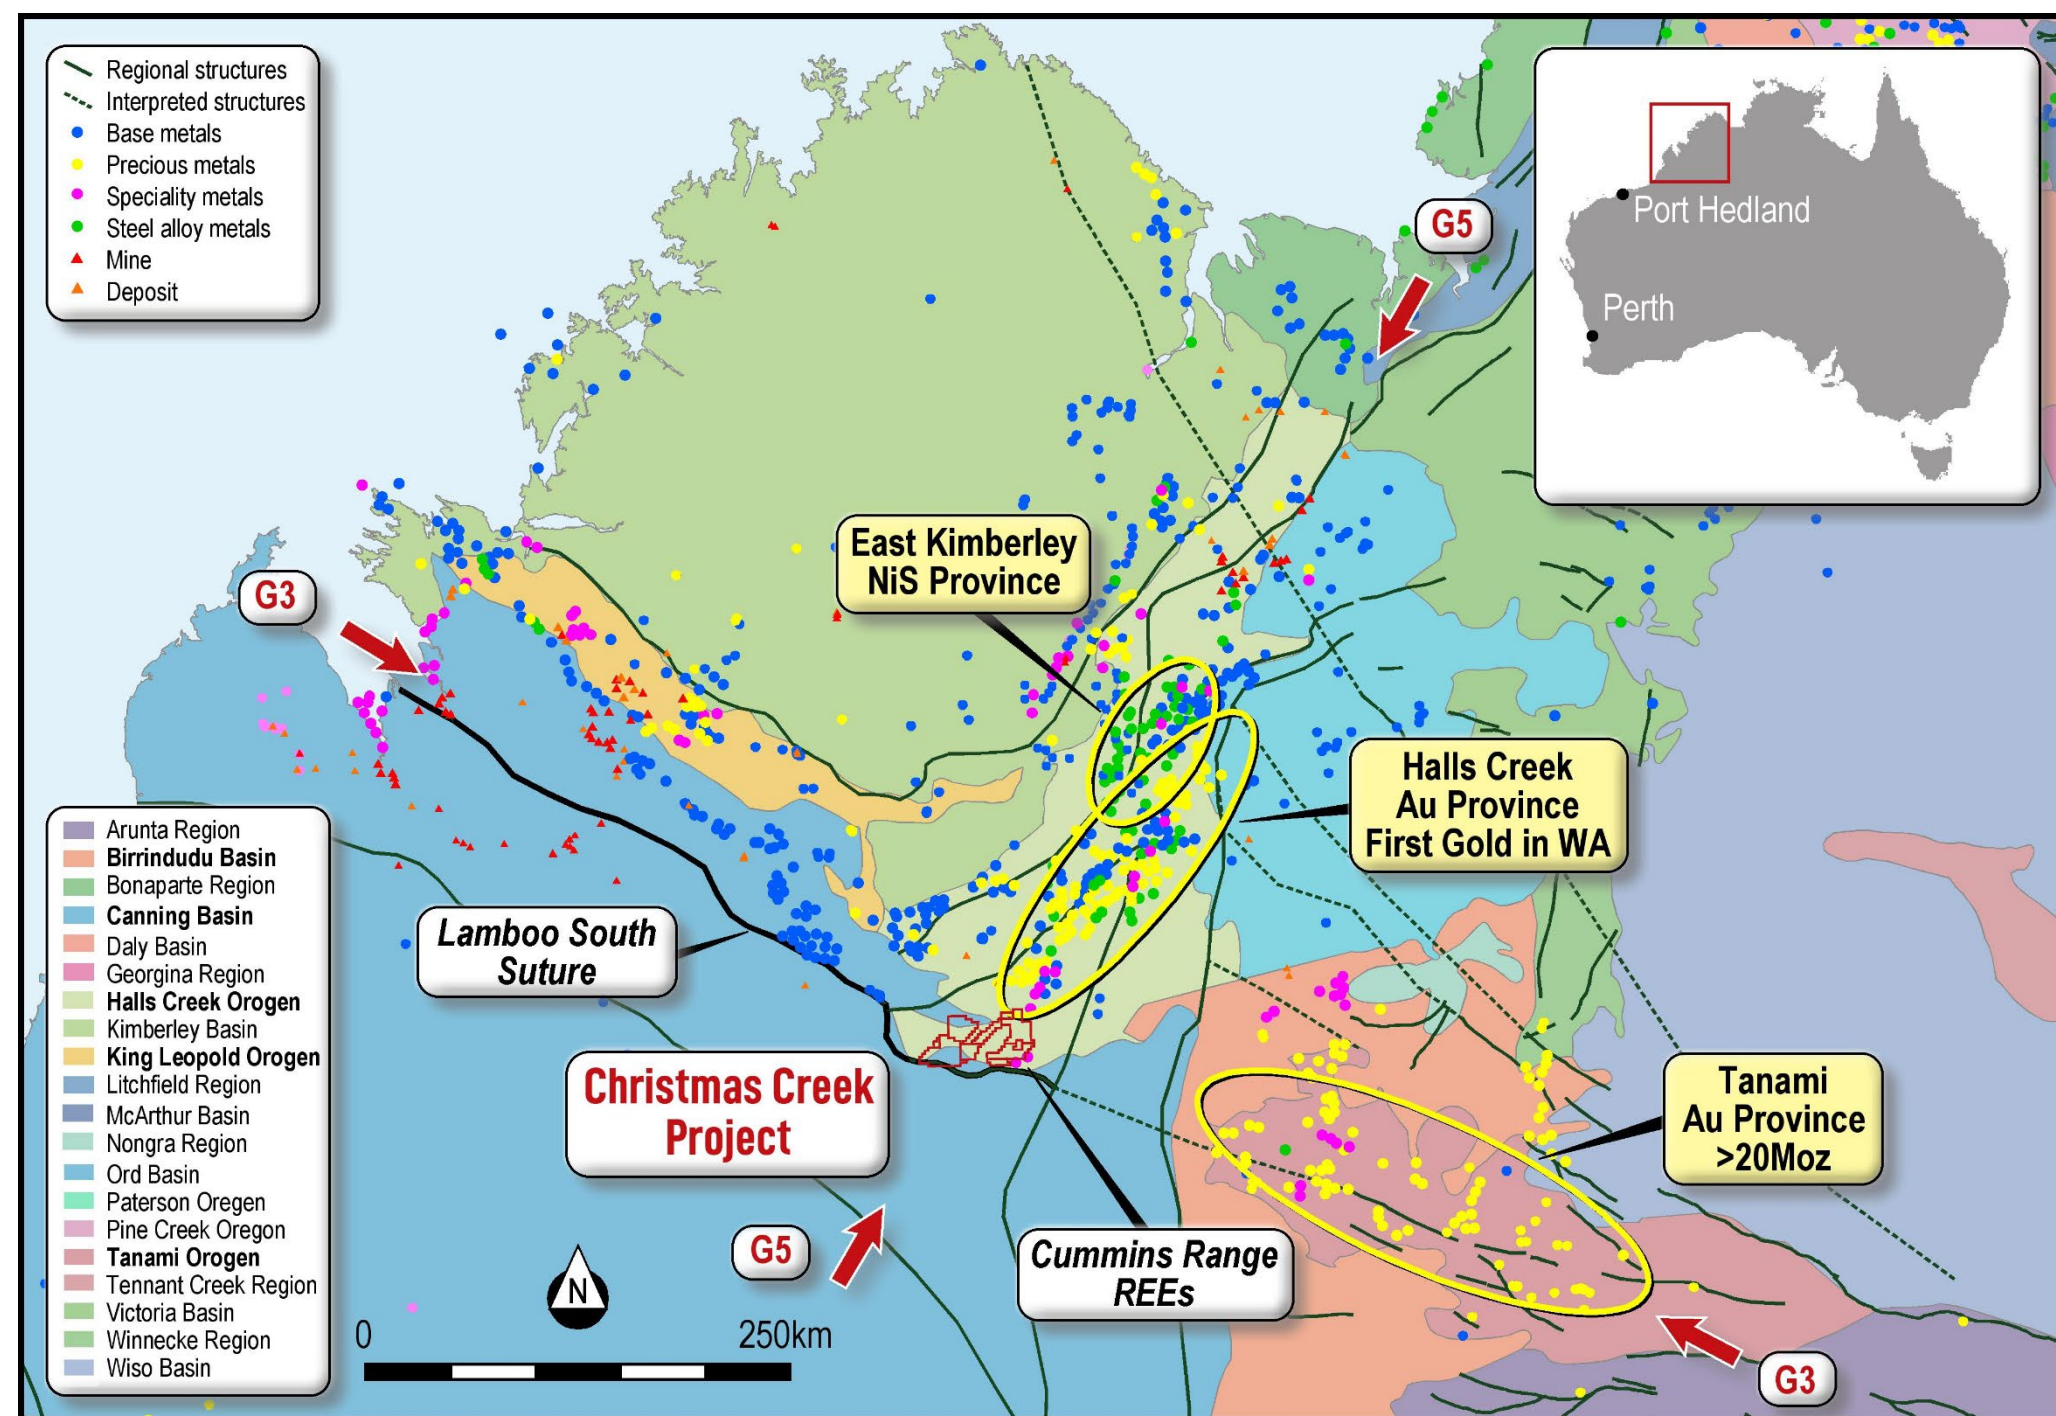 Regional structures
Interpreted structures
Base metals
Precious metals
Speciality metals
Steel alloy metals
Mine
Deposit
Port Hedland
Perth
G5
East Kimberley
NiS Province
G3
Halls Creek
Au Province
First Gold in WA
Arunta Region
Birrindudu Basin
Bonaparte Region
Canning Basin
Daly Basin
Georgina Region
Halls Creek Orogen
Kimberley Basin
King Leopold Orogen
Litchfield Region
McArthur Basin
Nongra Region
Ord Basin
Paterson Oregen
Pine Creek Oregon
Tanami Orogen
Tennant Creek Region
Victoria Basin
Winnecke Region
Wiso Basin
Lamboo South
Suture
Christmas Creek
Project
Tanami
Au Province
>20Moz
G5
Cummins Range
REEs
N
0
250km
G3